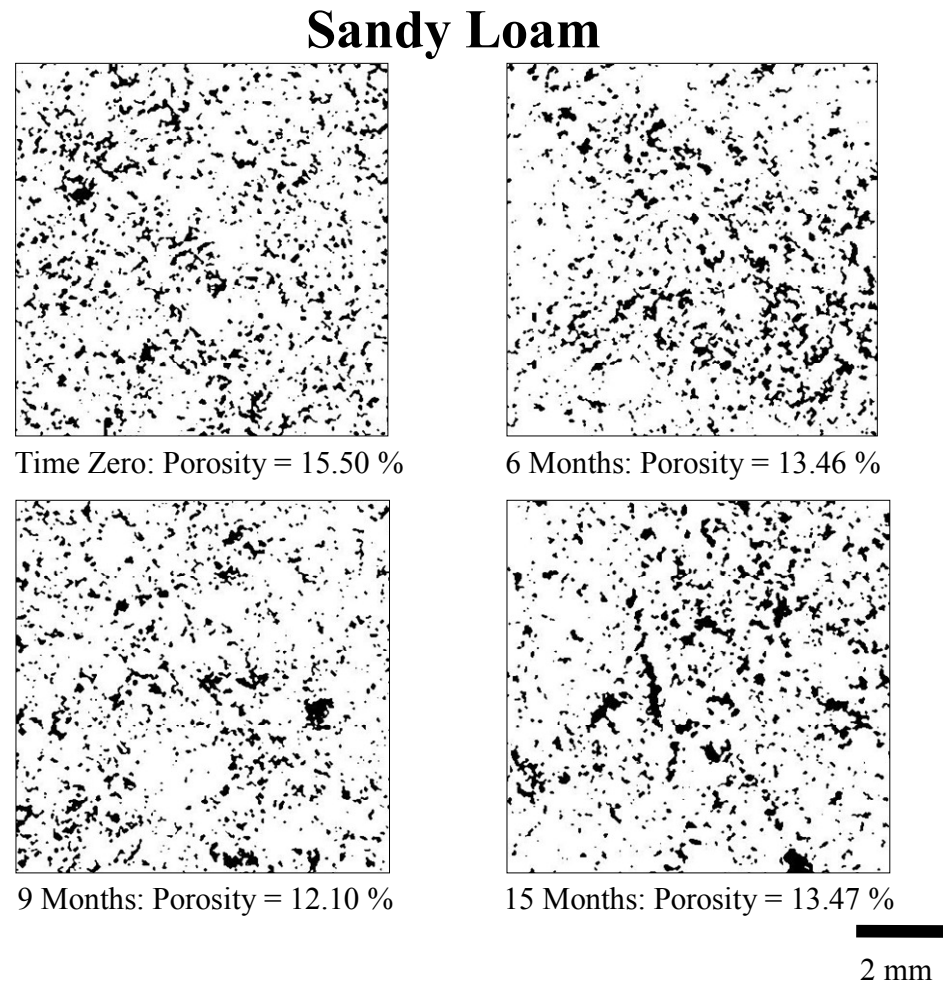 Sandy Loam
Time Zero: Porosity = 15.50 %
6 Months: Porosity = 13.46 %
9 Months: Porosity = 12.10 %
15 Months: Porosity = 13.47 %
2 mm